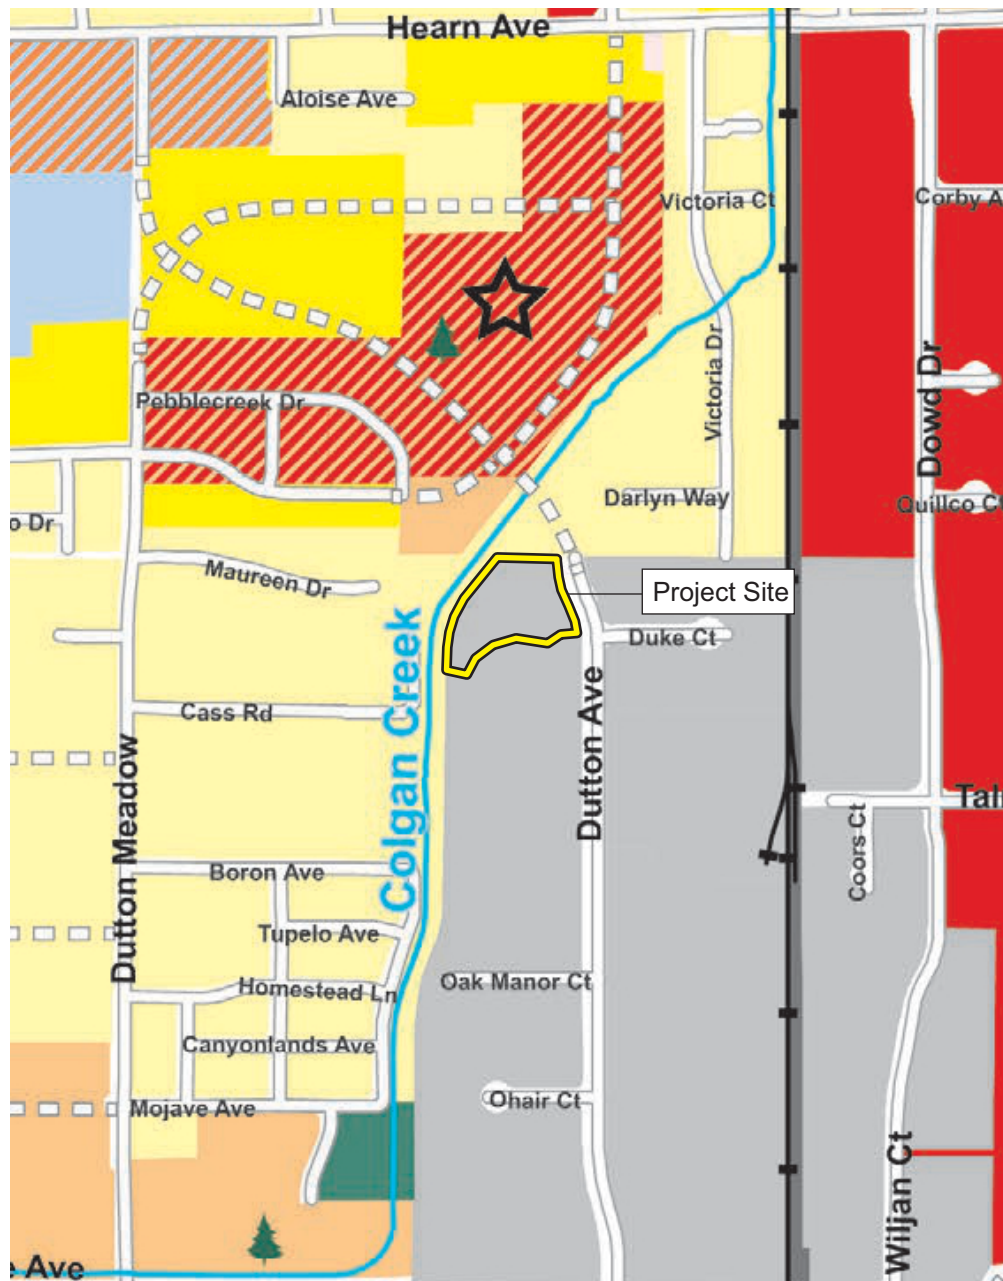 Hearn Ave
Aloise Ave
Victoria Ct
Corby A
Victoria Dr
Dowd Dr
Pebblecreek Dr
Darlyn Way
Quillco Ct
o Dr
Maureen Dr
Project Site
Duke Ct
Colgan Creek
Cass Rd
Dutton Ave
Dutton Meadow
Tal
Coors Ct
Boron Ave
Tupelo Ave
Oak Manor Ct
Homestead Ln
Canyonlands Ave
Ohair Ct
Mojave Ave
Wiljan Ct
e Ave